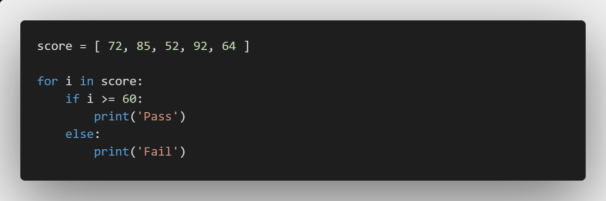 score = [ 72, 85, 52, 92, 64 ]

for i in score:
    if i >= 60:
        print('Pass')
    else:
        print('Fail')